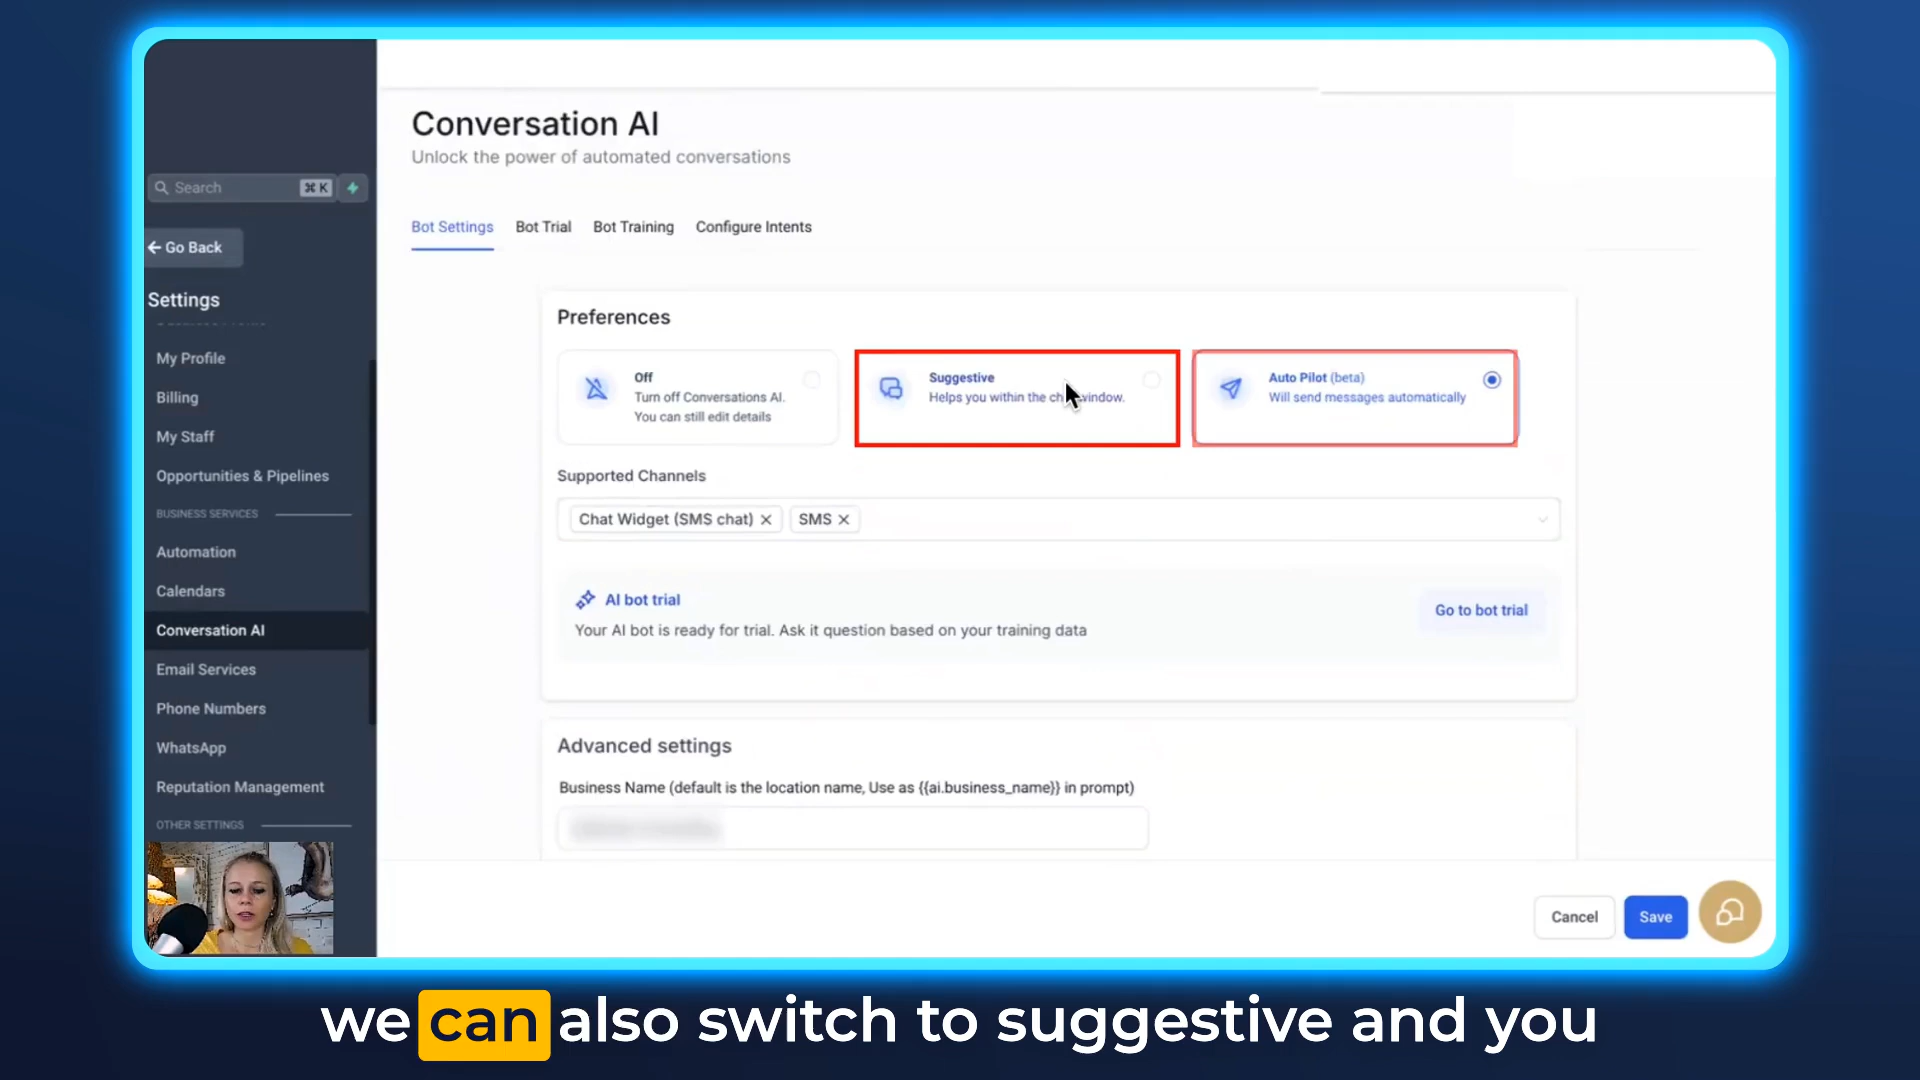 Conversation AI
Unlock the power of automated conversations
Search
⌘ K
Go Back
Settings
My Profile
Billing
My Staff
Opportunities & Pipelines
BUSINESS SERVICES
Automation
Calendars
Conversation AI
Email Services
Phone Numbers
WhatsApp
Reputation Management
OTHER SETTINGS
Bot Settings
Bot Trial
Bot Training
Configure Intents
Preferences
Off
Turn off Conversations AI.
You can still edit details
Suggestive
Helps you within the window.
Auto Pilot (beta)
Will send messages automatically
Supported Channels
Chat Widget (SMS chat)
SMS
AI bot trial
Your AI bot is ready for trial. Ask it question based on your training data
Go to bot trial
Advanced settings
Business Name (default is the location name, Use as {{ai.business_name}} in prompt)
Cancel
Save
we can also switch to suggestive and you